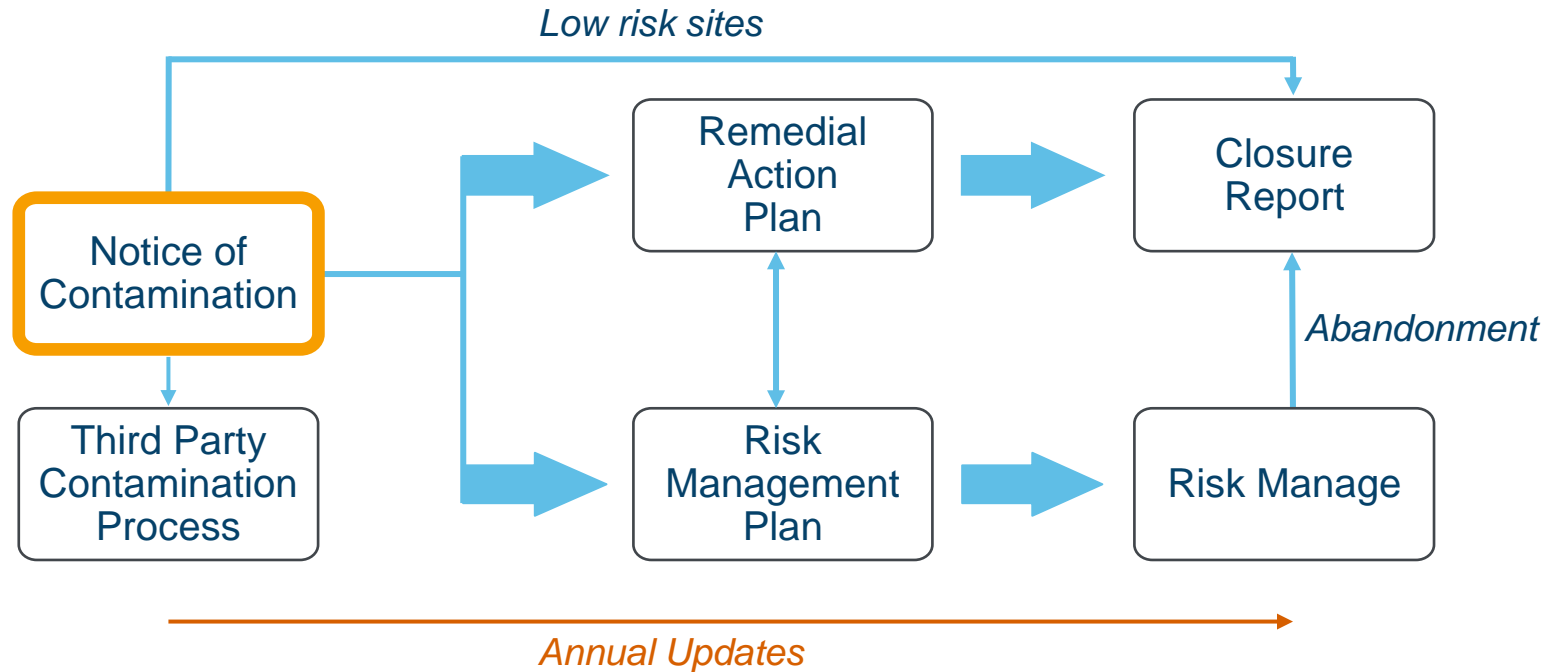 Low risk sites
Notice of
Contamination
Remedial
Action
Plan
Closure
Report
Abandonment
Third Party
Contamination
Process
Risk
Management
Plan
Risk Manage
Annual Updates